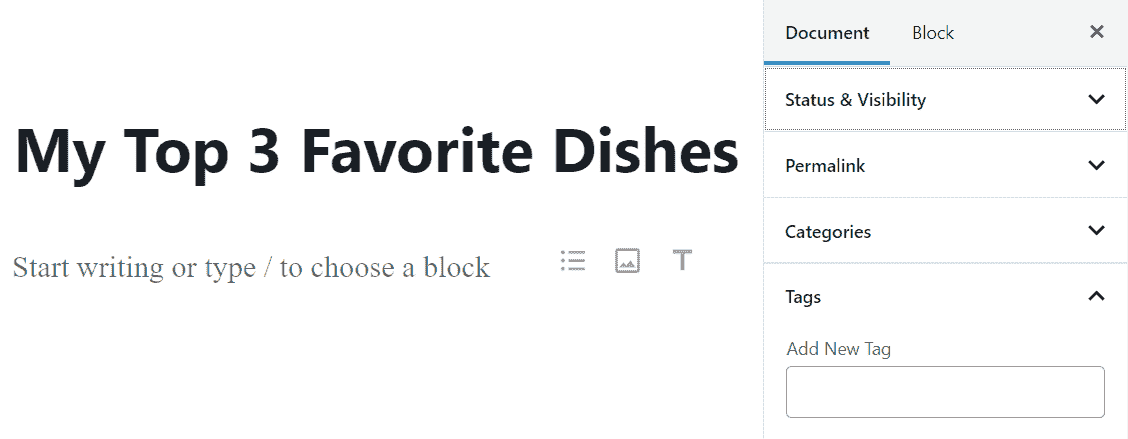 Document Block ×
Status & Visibility
My Top 3 Favorite Dishes
Permalink
Categories
Start writing or type / to choose a block
Tags
Add New Tag